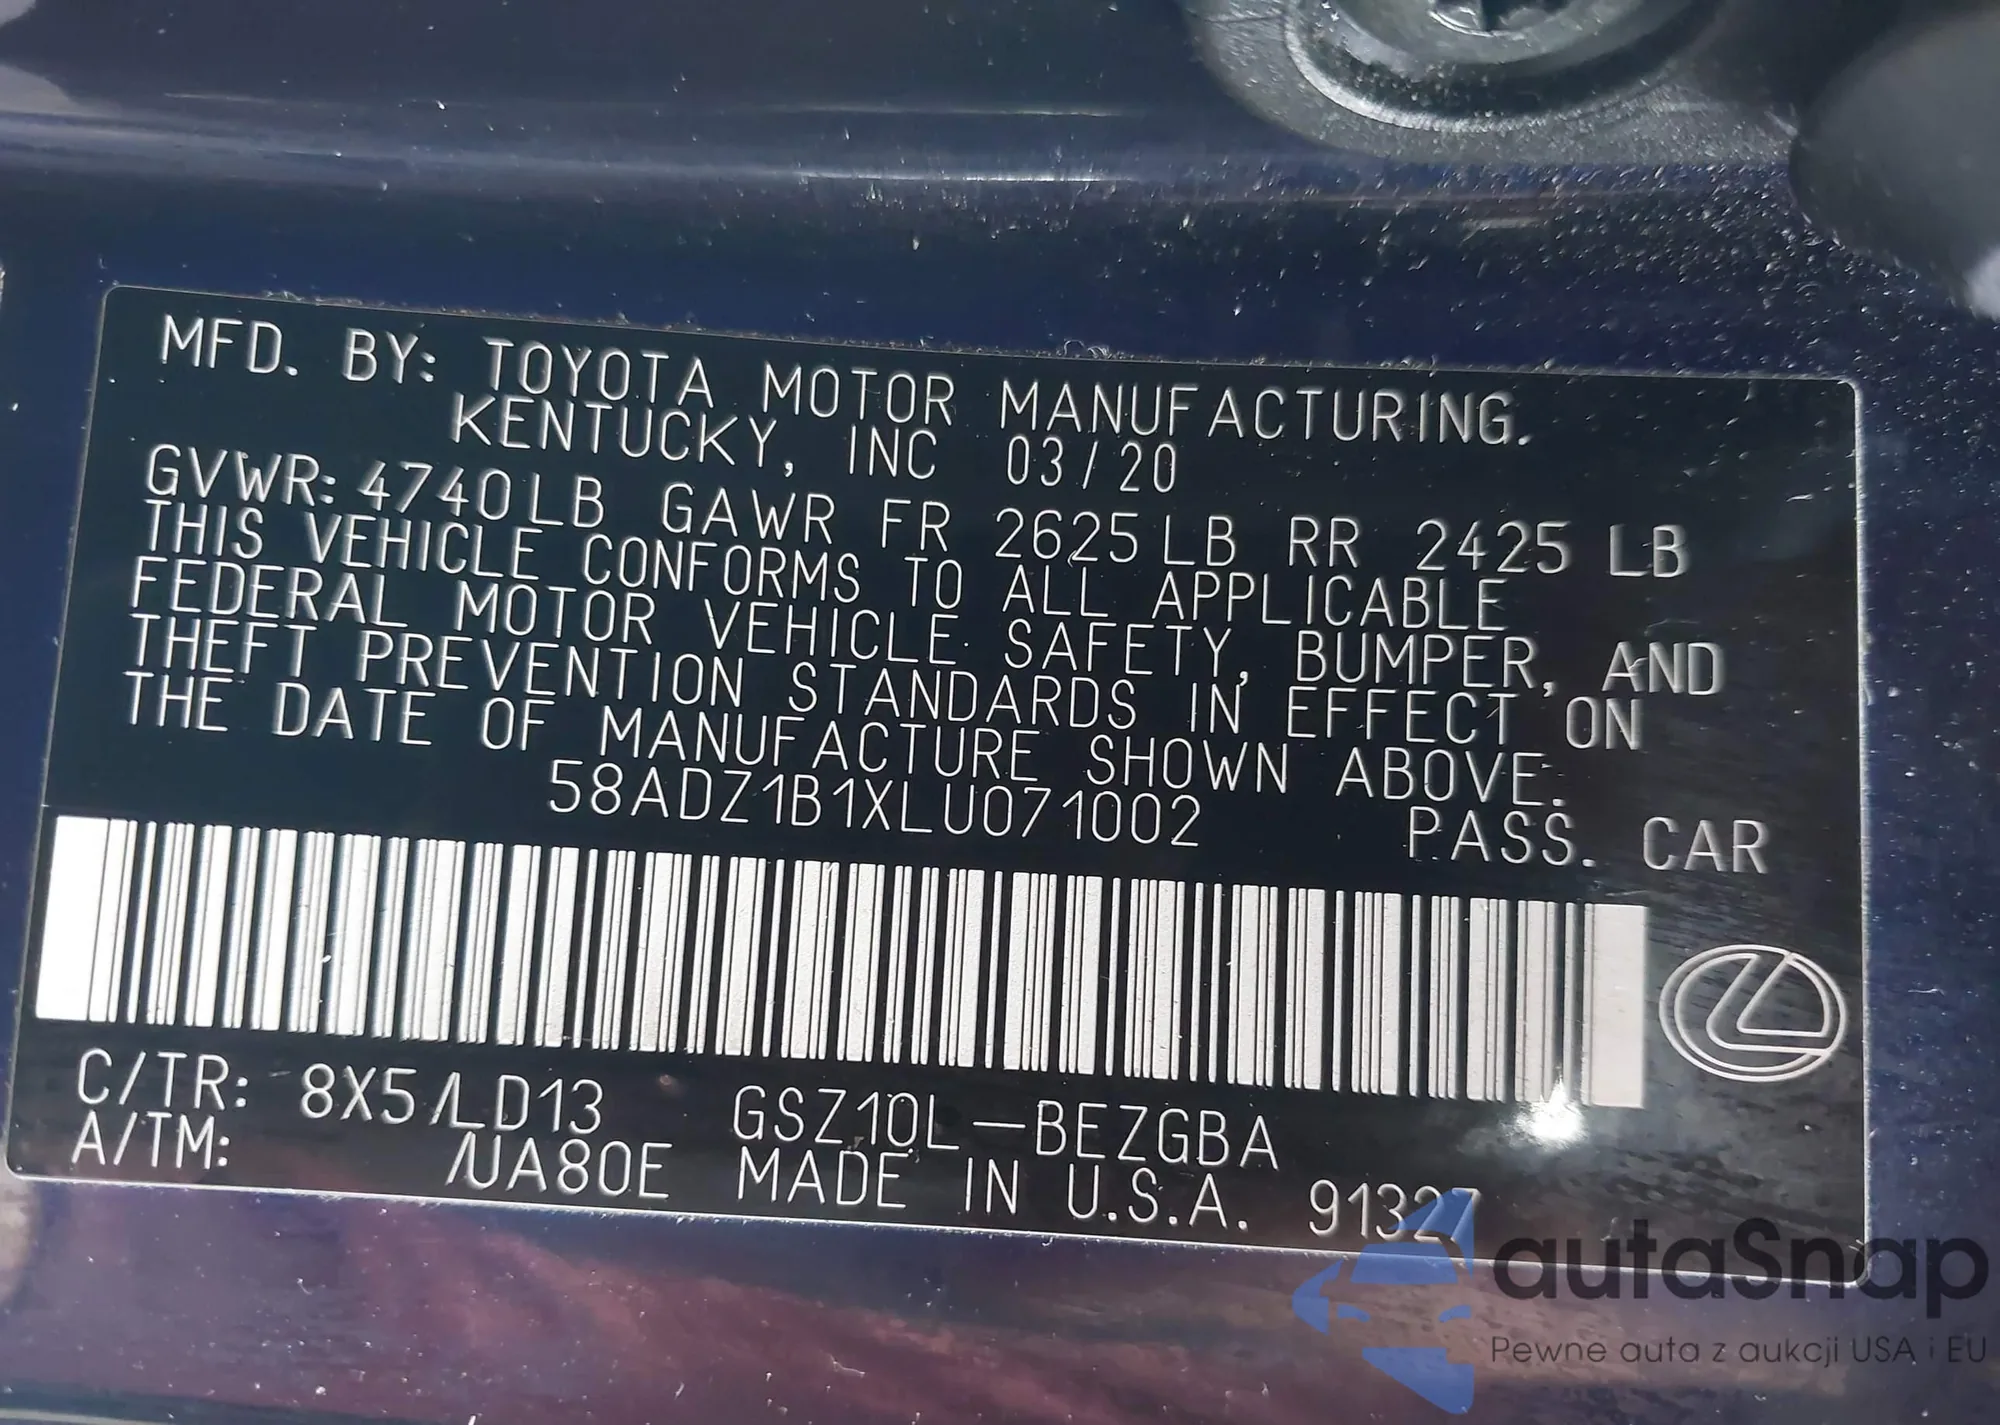 MFD. BY: TOYOTA MOTOR MANUFACTURING.
KENTUCKY, INC 03/20
GVWR: 4740LB GAWR FR 2625LB RR 2425 LB
THIS VEHICLE CONFORMS TO ALL APPLICABLE
FEDERAL MOTOR VEHICLE SAFETY, BUMPER, AND
THEFT PREVENTION STANDARDS IN EFFECT ON
THE DATE OF MANUFACTURE SHOWN ABOVE.
58ADZ1B1XLU071002 PASS. CAR
C/TR: 8X5/LD13 GSZ10L-BEZGBA
A/TM: /UA80E MADE IN U.S.A. 91327
autaSnap
Pewne auta z aukcji USA i EU